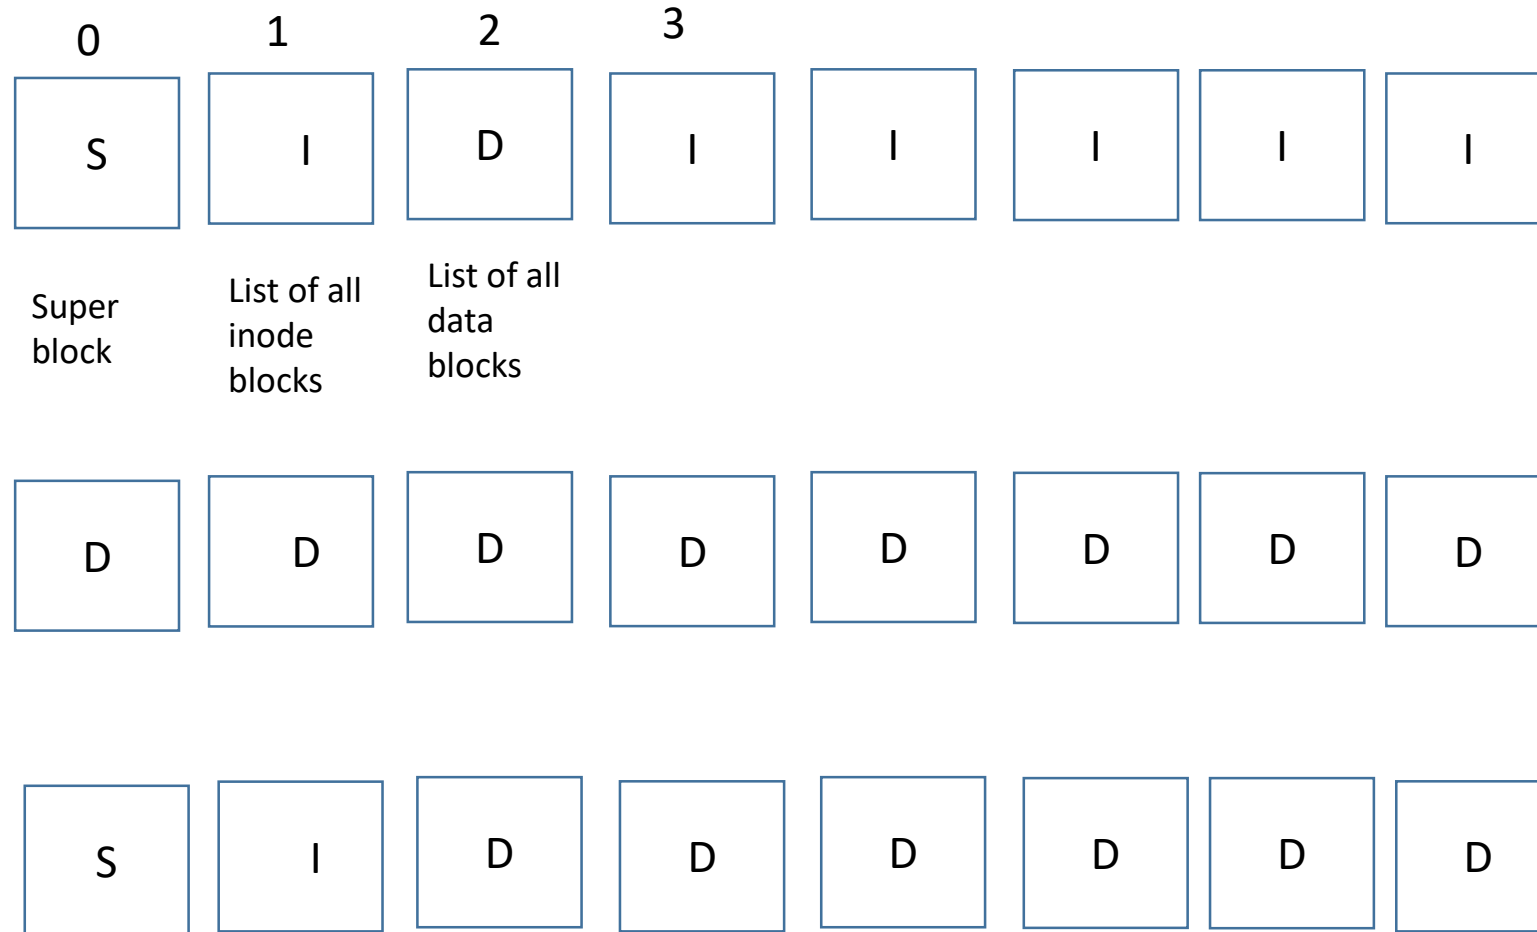 0 1 2 3
S I D I I I I I
Super
block
List of all
inode
blocks
List of all
data
blocks
D D D D D D D D
S I D D D D D D